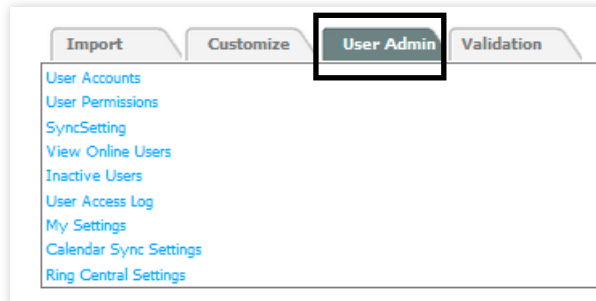 Import Customize User Admin Validation
User Accounts
User Permissions
SyncSetting
View Online Users
Inactive Users
User Access Log
My Settings
Calendar Sync Settings
Ring Central Settings